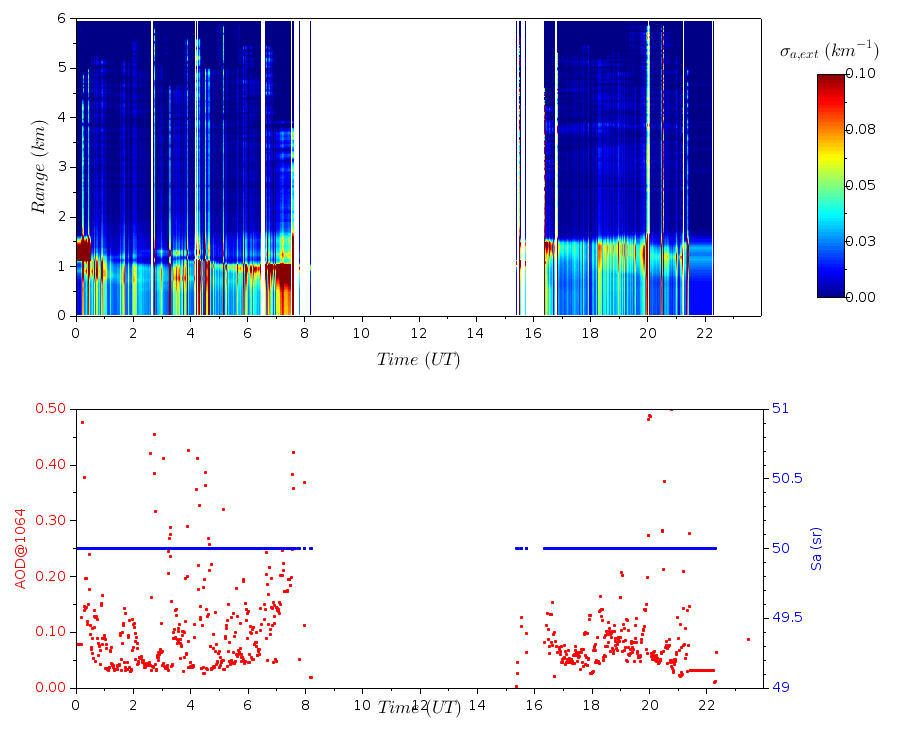 6
5
4
3
2
1
0
Range (km)
0 2 4 6 8 10 12 14 16 18 20 22
Time (UT)
σa,ext (km⁻¹)
0.10
0.08
0.05
0.03
0.00
0.50
0.40
0.30
0.20
0.10
0.00
AOD@1064
51
50.5
50
49.5
49
Sa (sr)
0 2 4 6 8 10 12 14 16 18 20 22
Time (UT)